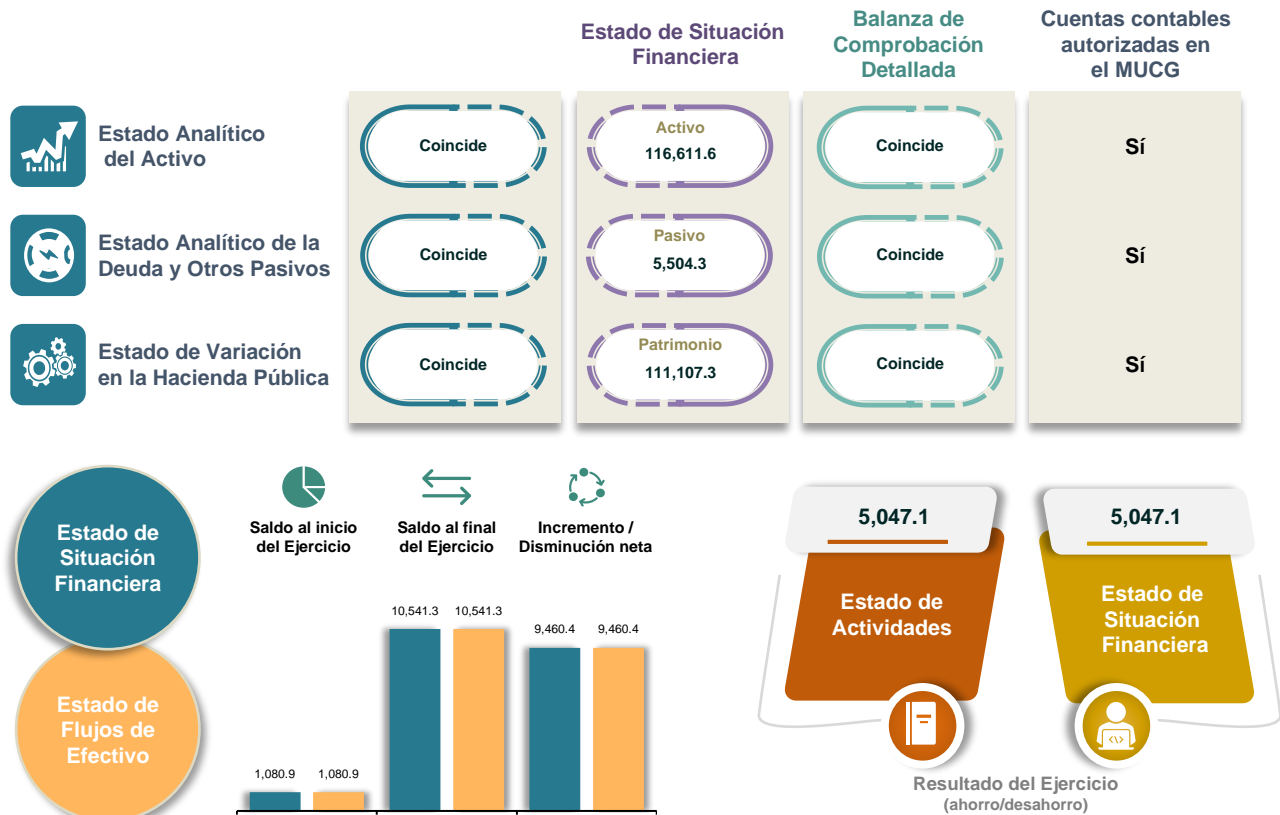 Estado de Situación
Financiera
Balanza de
Comprobación
Detallada
Cuentas contables
autorizadas en
el MUCG
Estado Analítico
del Activo
Coincide
Activo
116,611.6
Coincide
Sí
Estado Analítico de la
Deuda y Otros Pasivos
Coincide
Pasivo
5,504.3
Coincide
Sí
Estado de Variación
en la Hacienda Pública
Coincide
Patrimonio
111,107.3
Coincide
Sí
Estado de
Situación
Financiera
Estado de
Flujos de
Efectivo
Saldo al inicio
del Ejercicio
Saldo al final
del Ejercicio
Incremento /
Disminución neta
1,080.9
1,080.9
10,541.3
10,541.3
9,460.4
9,460.4
5,047.1
Estado de
Actividades
5,047.1
Estado de
Situación
Financiera
Resultado del Ejercicio
(ahorro/desahorro)